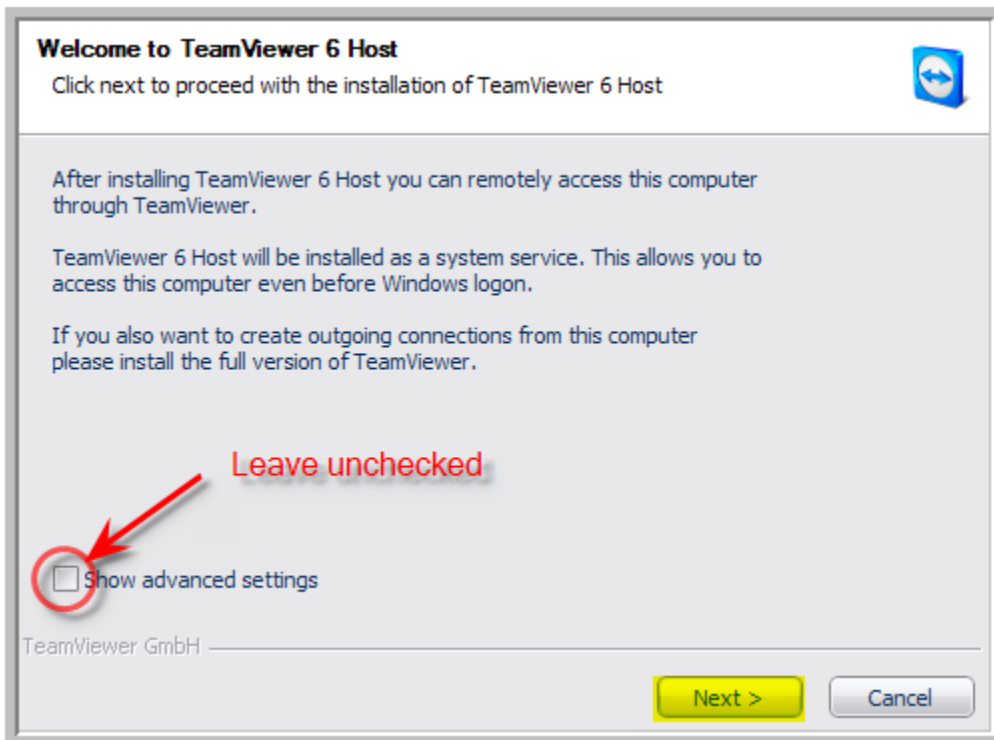 Welcome to TeamViewer 6 Host
Click next to proceed with the installation of TeamViewer 6 Host
After installing TeamViewer 6 Host you can remotely access this computer
through TeamViewer.
TeamViewer 6 Host will be installed as a system service. This allows you to
access this computer even before Windows logon.
If you also want to create outgoing connections from this computer
please install the full version of TeamViewer.
Leave unchecked
Show advanced settings
TeamViewer GmbH
Next >
Cancel